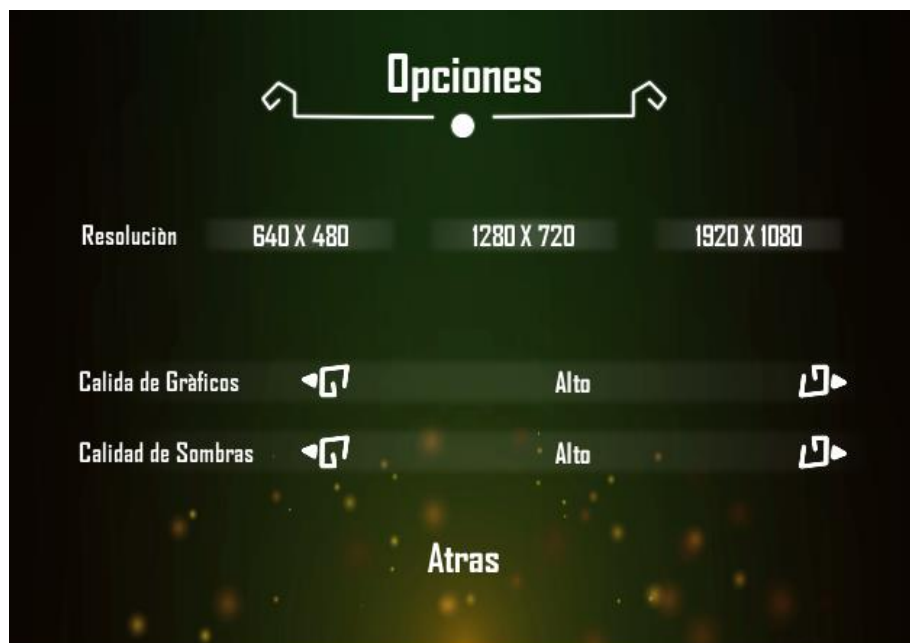 Opciones
Resoluciòn 640 X 480 1280 X 720 1920 X 1080
Calida de Gràficos Alto
Calidad de Sombras Alto
Atras